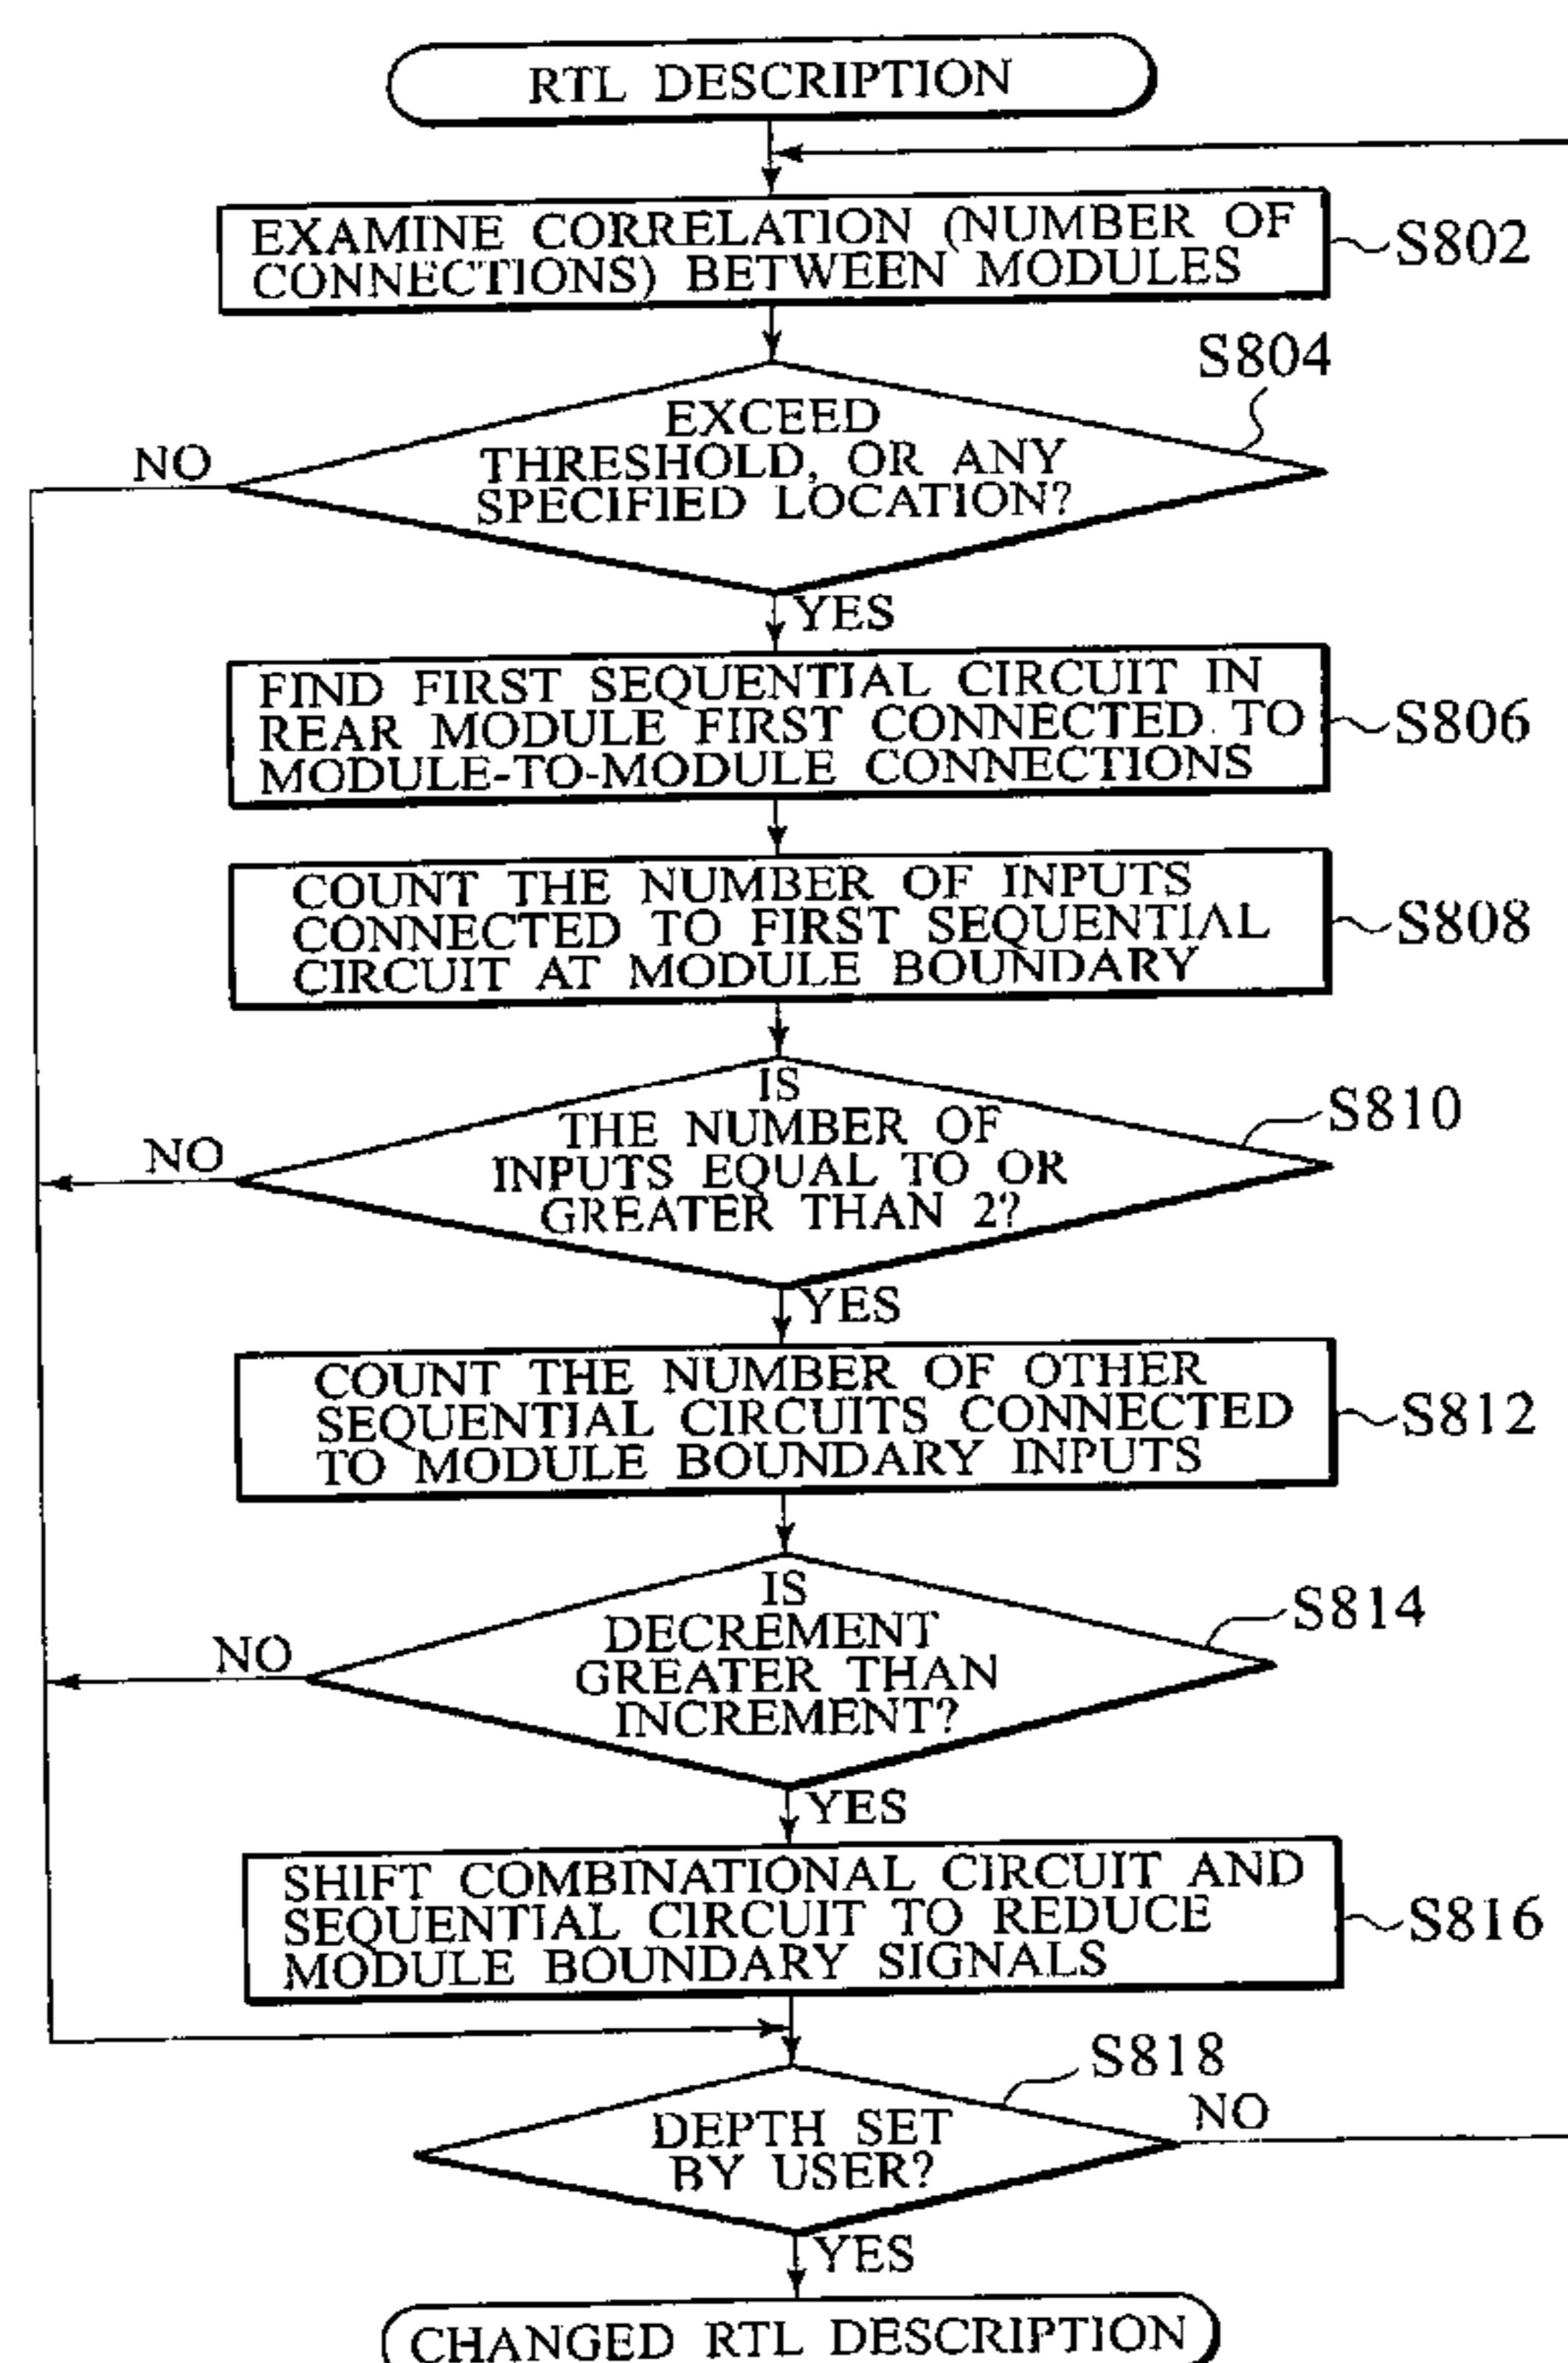 RTL DESCRIPTION
EXAMINE CORRELATION (NUMBER OF
CONNECTIONS) BETWEEN MODULES
S802
S804
EXCEED
THRESHOLD, OR ANY
SPECIFIED LOCATION?
NO
YES
FIND FIRST SEQUENTIAL CIRCUIT IN
REAR MODULE FIRST CONNECTED TO
MODULE-TO-MODULE CONNECTIONS
S806
COUNT THE NUMBER OF INPUTS
CONNECTED TO FIRST SEQUENTIAL
CIRCUIT AT MODULE BOUNDARY
S808
IS
THE NUMBER OF
INPUTS EQUAL TO OR
GREATER THAN 2?
S810
NO
YES
COUNT THE NUMBER OF OTHER
SEQUENTIAL CIRCUITS CONNECTED
TO MODULE BOUNDARY INPUTS
S812
IS
DECREMENT
GREATER THAN
INCREMENT?
S814
NO
YES
SHIFT COMBINATIONAL CIRCUIT AND
SEQUENTIAL CIRCUIT TO REDUCE
MODULE BOUNDARY SIGNALS
S816
S818
DEPTH SET
BY USER?
NO
YES
CHANGED RTL DESCRIPTION